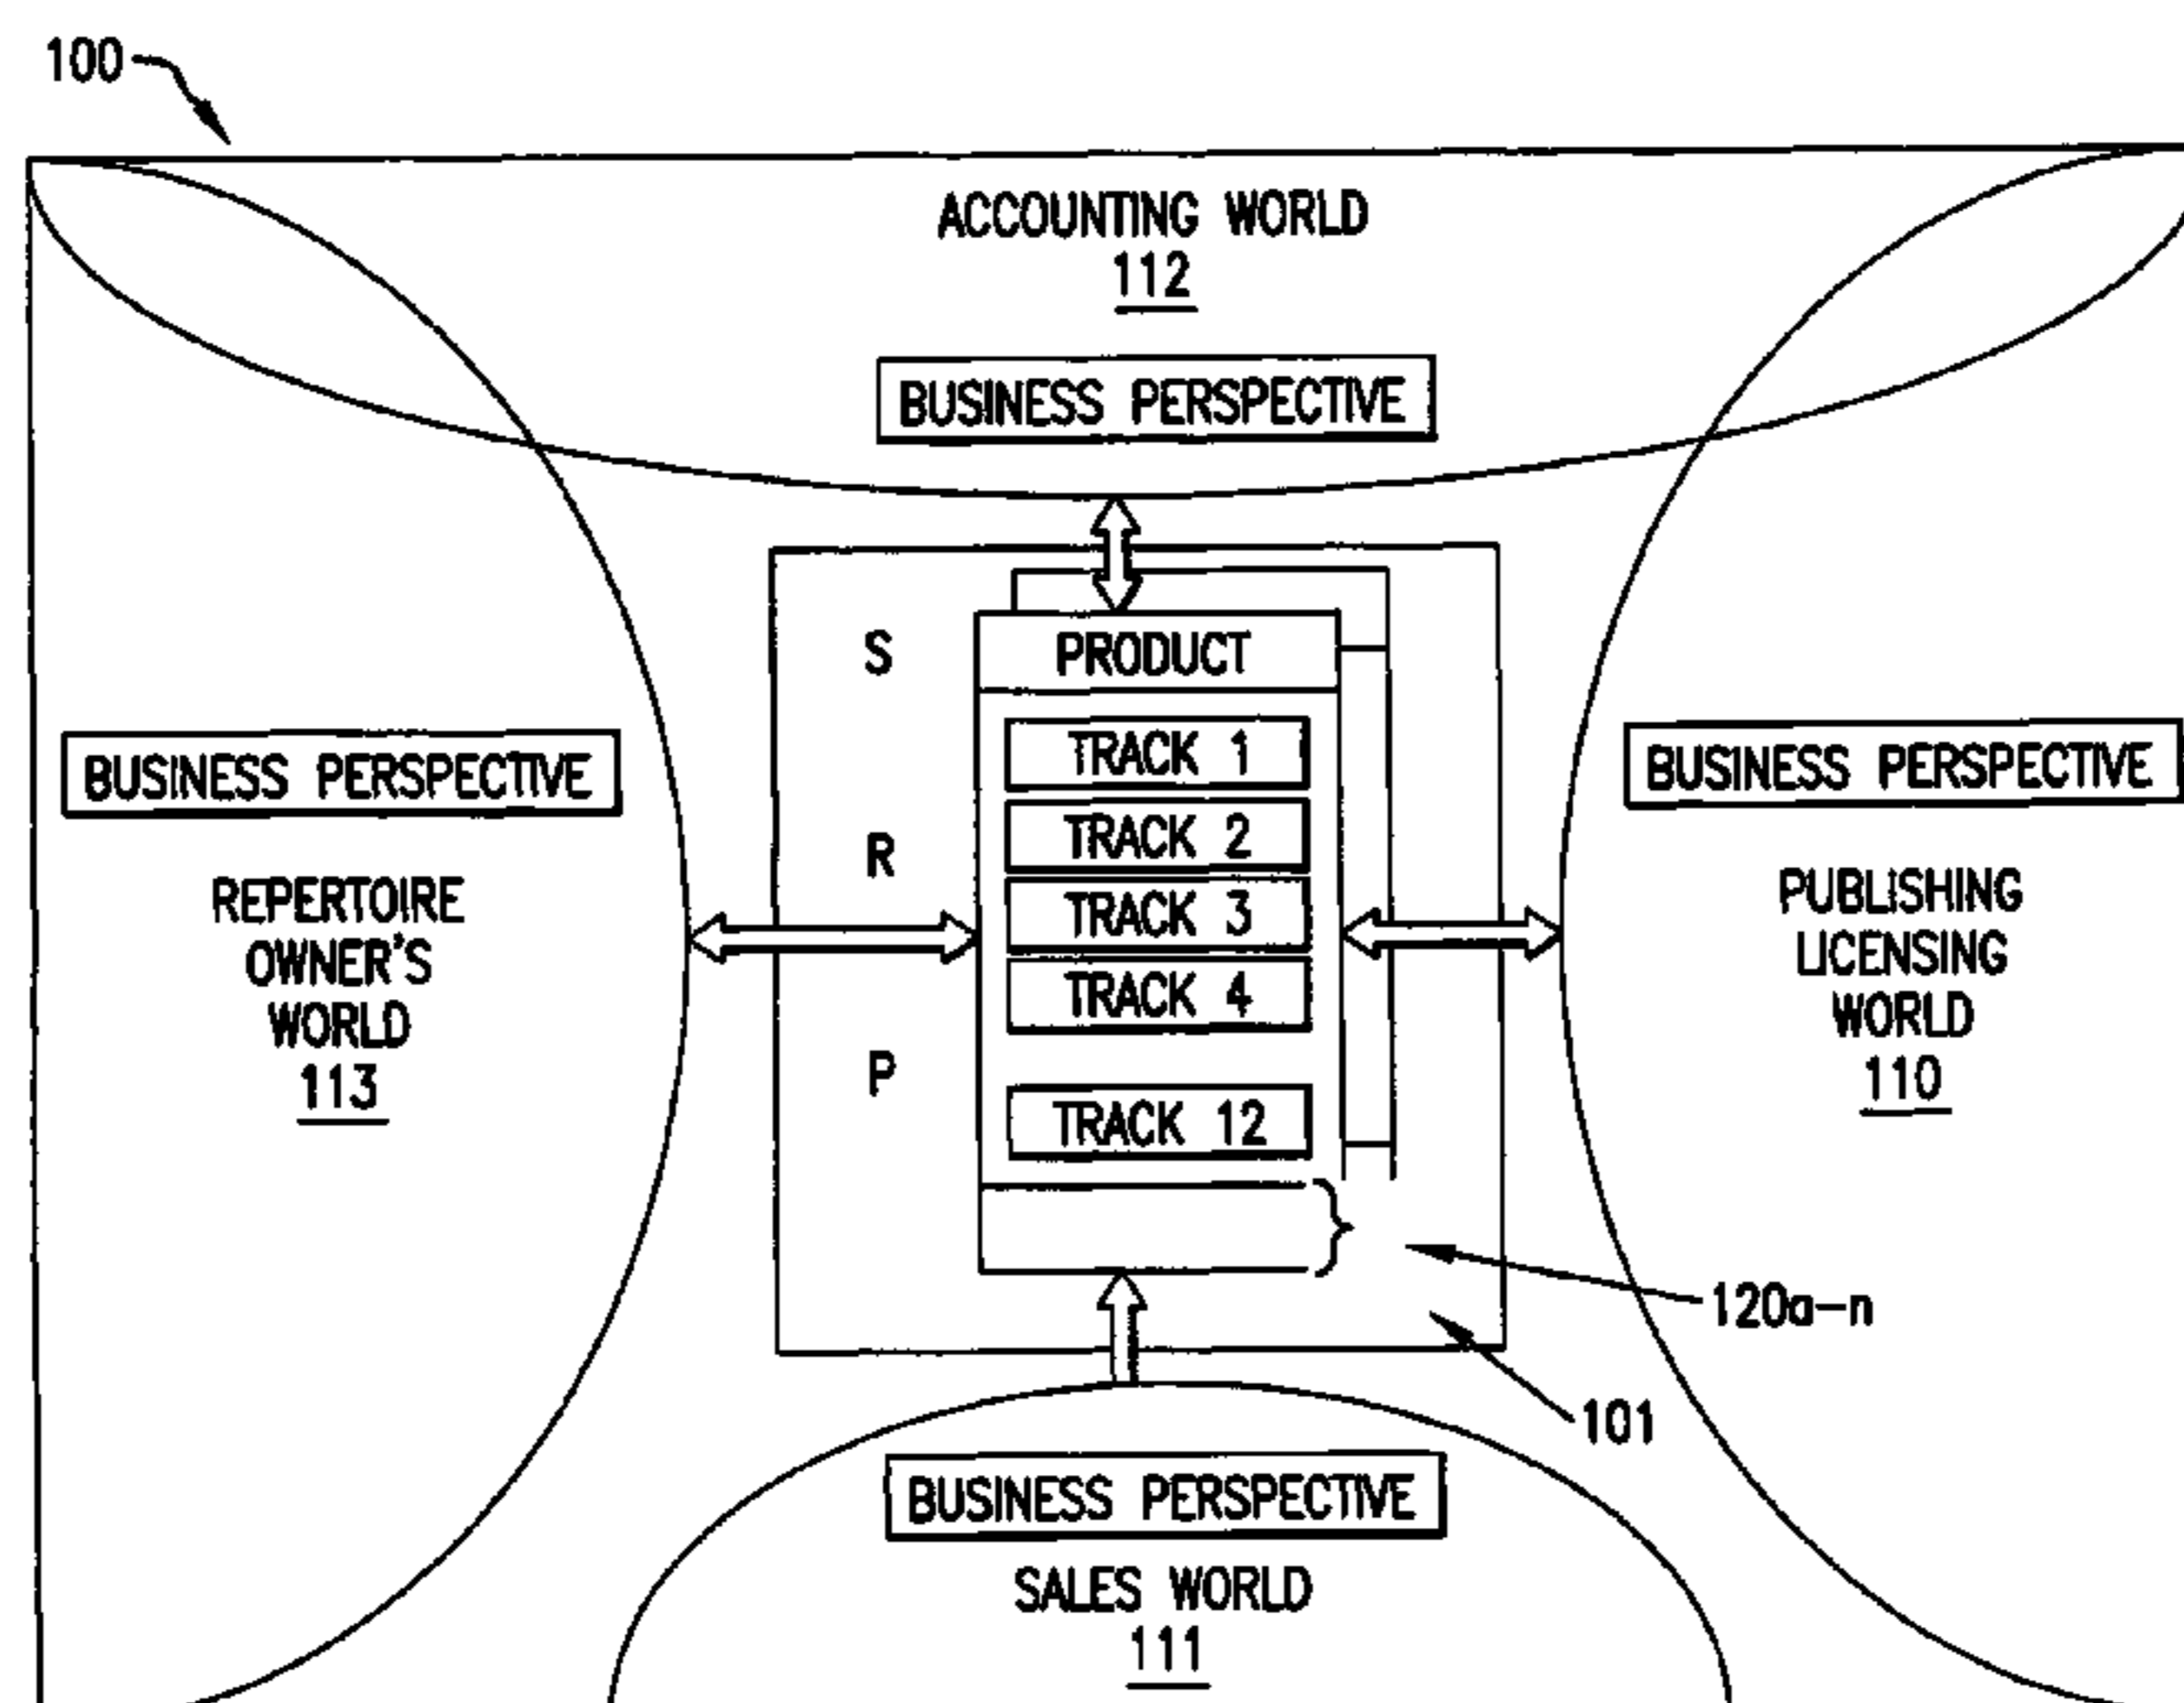 100
ACCOUNTING WORLD
112
BUSINESS PERSPECTIVE
S
R
P
PRODUCT
TRACK 1
TRACK 2
TRACK 3
TRACK 4
TRACK 12
BUSINESS PERSPECTIVE
REPERTOIRE
OWNER'S
WORLD
113
BUSINESS PERSPECTIVE
PUBLISHING
LICENSING
WORLD
110
120a-n
101
BUSINESS PERSPECTIVE
SALES WORLD
111